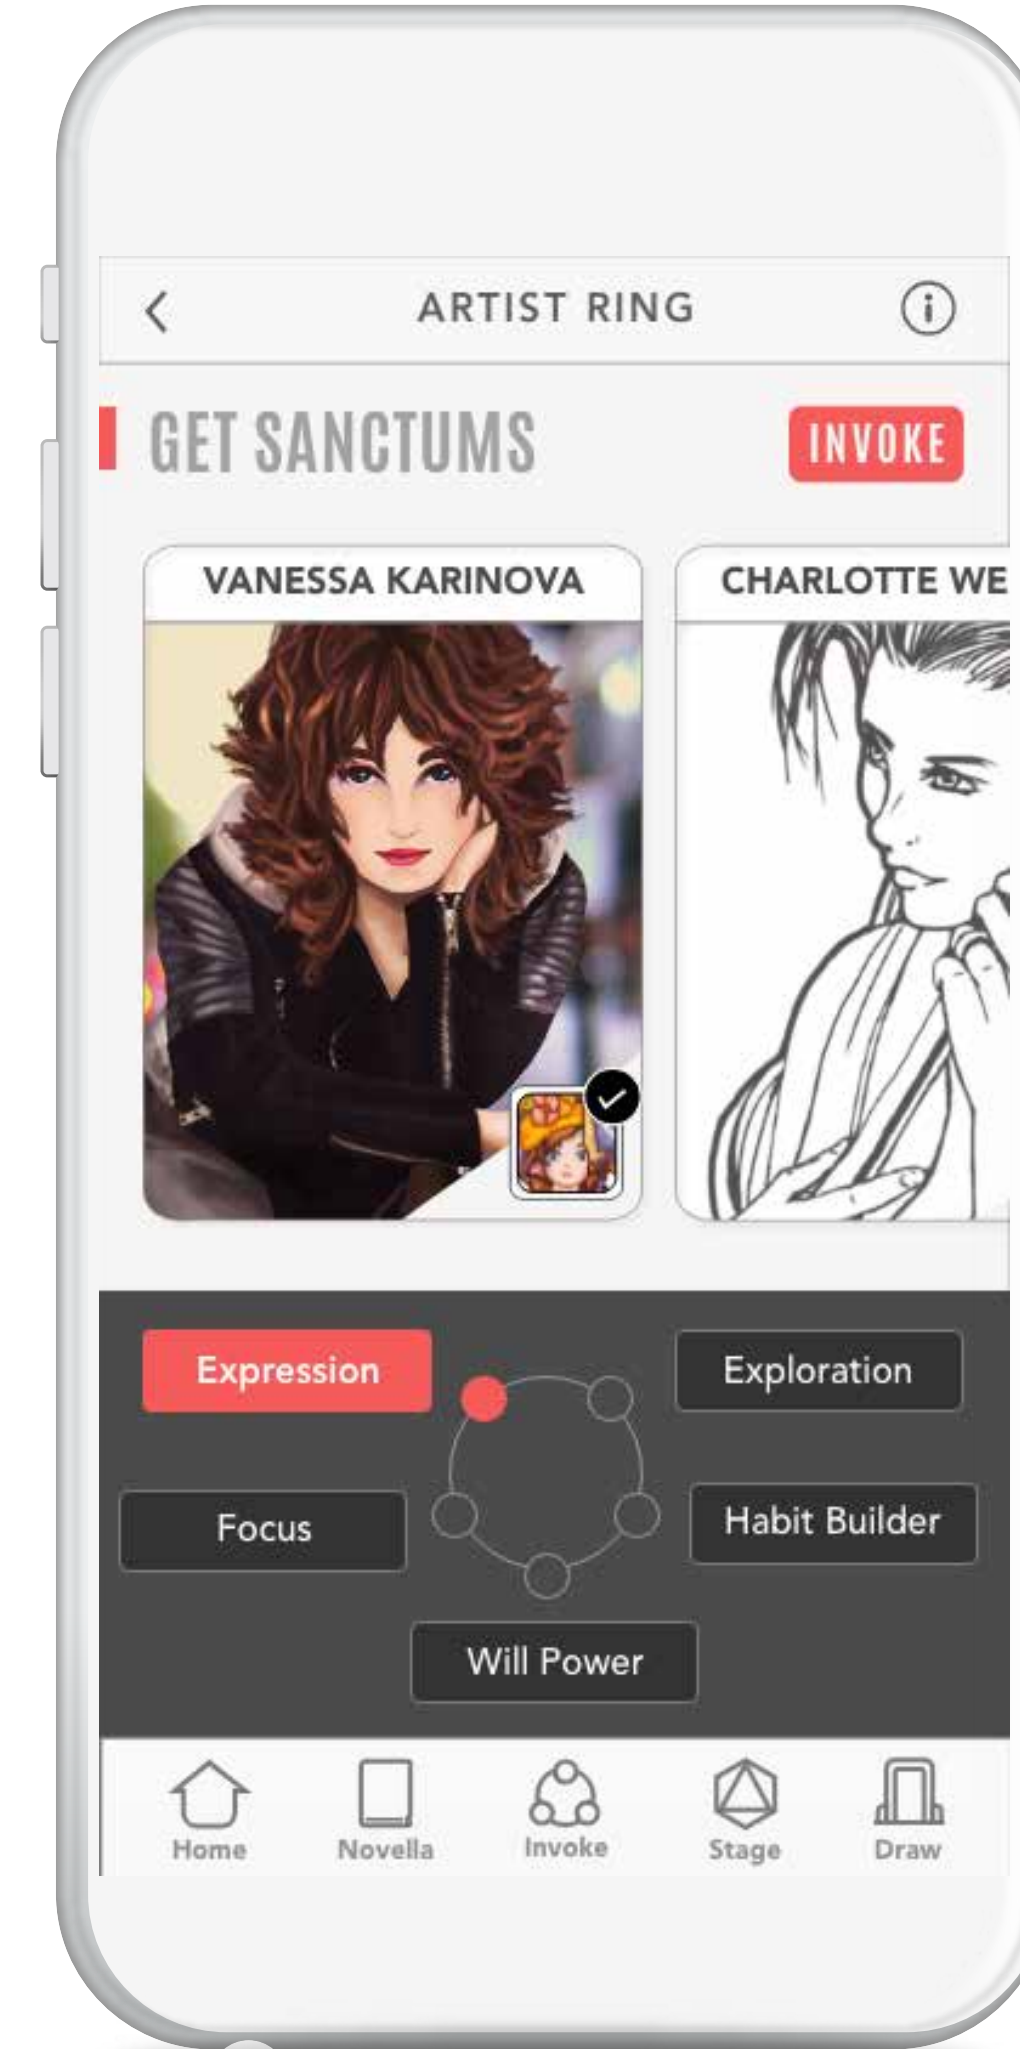 ARTIST RING
GET SANCTUMS
INVOKE
VANESSA KARINOVA
CHARLOTTE WE
Expression
Exploration
Focus
Habit Builder
Will Power
Home
Novella
Invoke
Stage
Draw